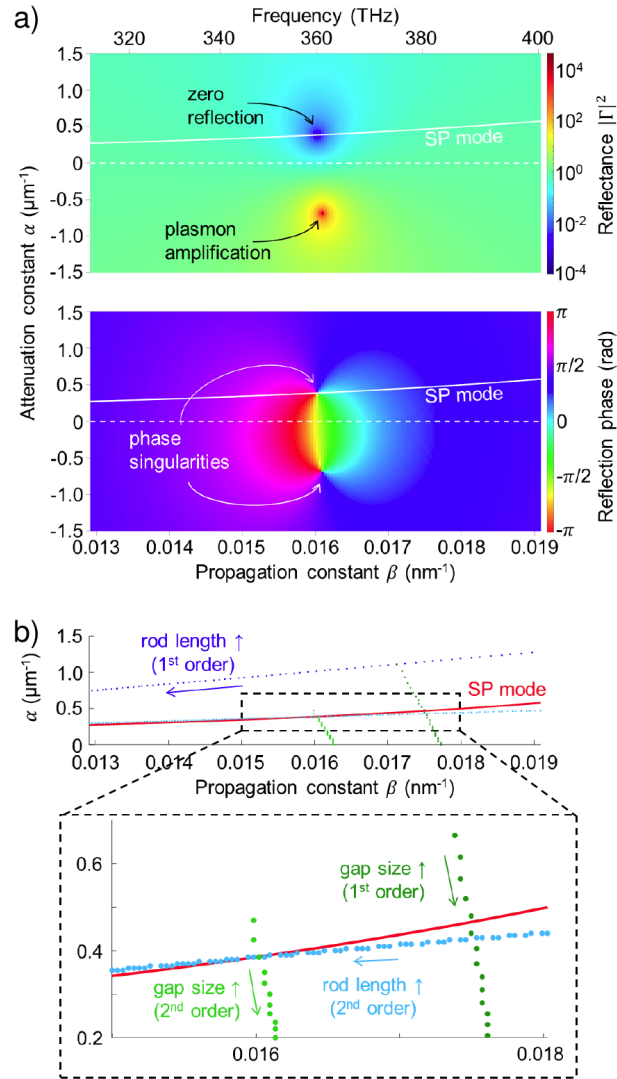 a)
Frequency (THz)
320 340 360 380 400
1.5
1.0
0.5
0
-0.5
-1.0
-1.5
zero
reflection
SP mode
plasmon
amplification
10⁴
10²
10⁰
10⁻²
10⁻⁴
Reflectance |Γ|²
Attenuation constant α (μm⁻¹)
1.5
1.0
0.5
0
-0.5
-1.0
-1.5
SP mode
phase
singularities
π
π/2
0
-π/2
-π
Reflection phase (rad)
0.013 0.014 0.015 0.016 0.017 0.018 0.019
Propagation constant β (nm⁻¹)
b)
1.5
1.0
0.5
0
α (μm⁻¹)
rod length ↑
(1ˢᵗ order)
SP mode
0.013 0.014 0.015 0.016 0.017 0.018 0.019
Propagation constant β (nm⁻¹)
0.6
0.4
0.2
gap size ↑
(1ˢᵗ order)
gap size ↑
(2ⁿᵈ order)
rod length ↑
(2ⁿᵈ order)
0.016 0.018